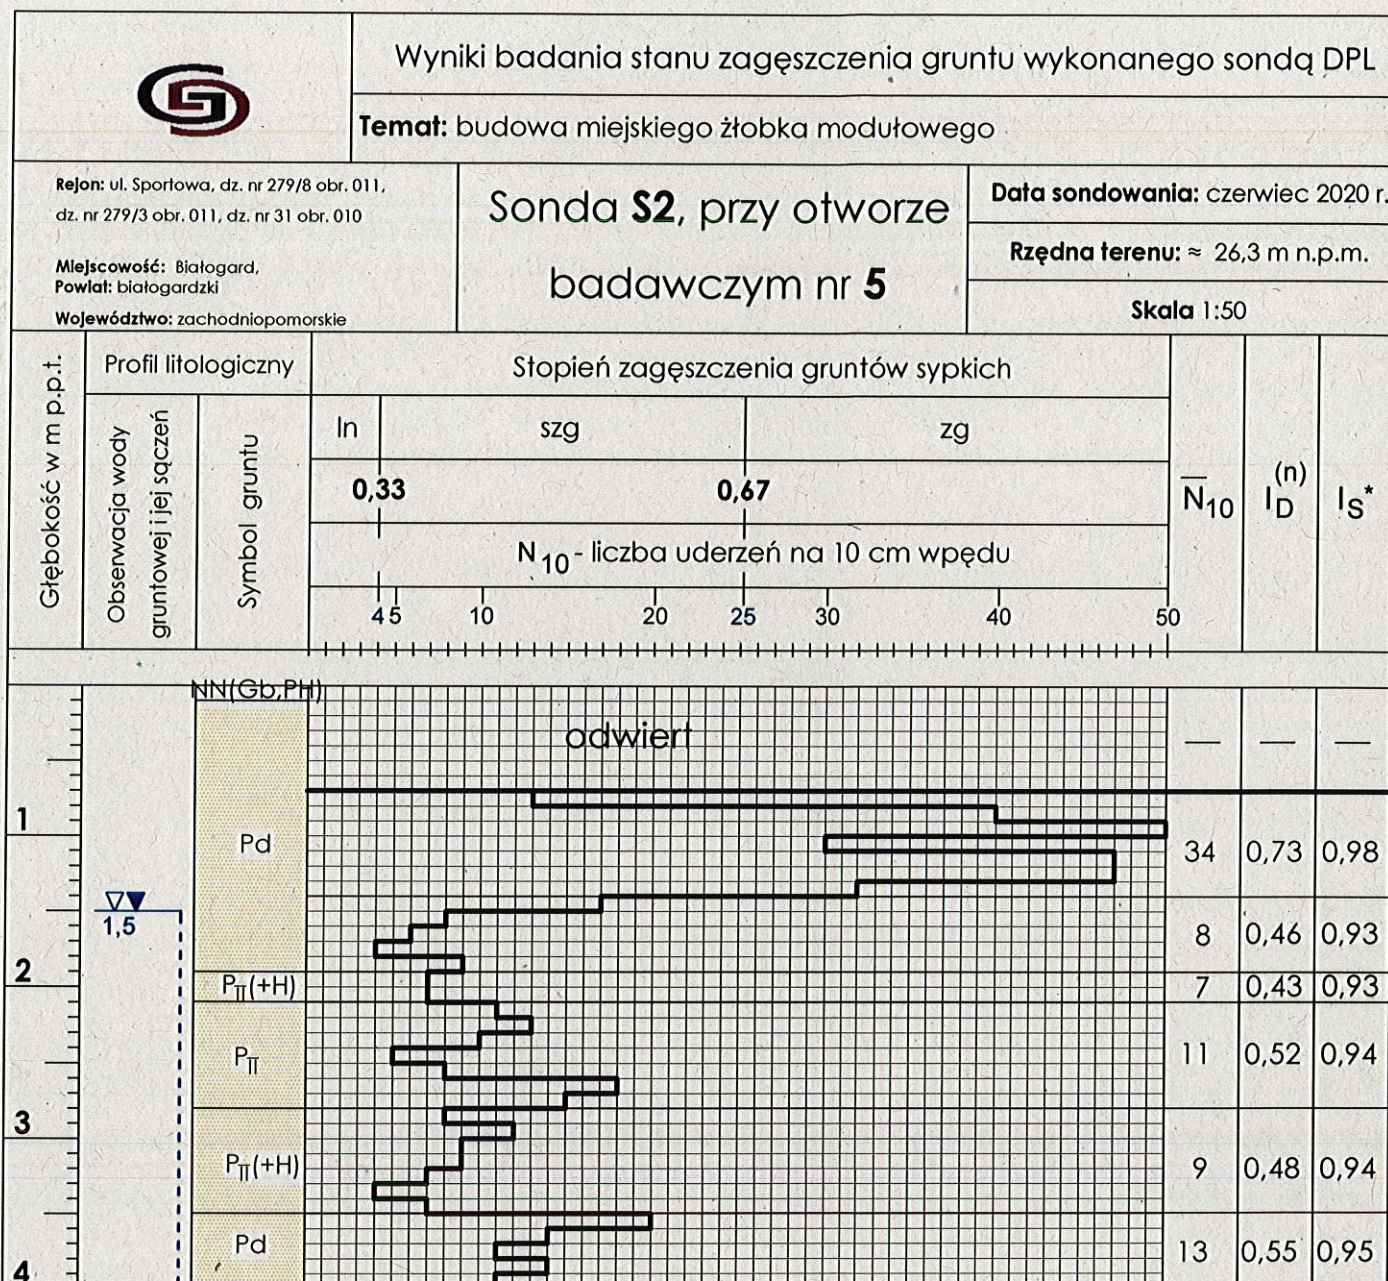 Wyniki badania stanu zagęszczenia gruntu wykonanego sondą DPL
Temat: budowa miejskiego żłobka modułowego
Rejon: ul. Sportowa, dz. nr 279/8 obr. 011,
dz. nr 279/3 obr. 011, dz. nr 31 obr. 010
Miejscowość: Białogard,
Powiat: białogardzki
Województwo: zachodniopomorskie
Sonda S2, przy otworze
badawczym nr 5
Data sondowania: czerwiec 2020 r.
Rzędna terenu: ≈ 26,3 m n.p.m.
Skala 1:50
Głębokość w m p.p.t.
Profil litologiczny
Obserwacja wody
gruntowej i jej sączeń
Symbol gruntu
Stopień zagęszczenia gruntów sypkich
ln szg zg
0,33 0,67
N10 - liczba uderzeń na 10 cm wpędu
4 5 10 20 25 30 40 50
N̅10 ID(n) IS*
NN(Gb,PH)
odwiert
— — —
1
Pd
34 0,73 0,98
1,5
8 0,46 0,93
2
Pπ(+H)
7 0,43 0,93
Pπ
11 0,52 0,94
3
Pπ(+H)
9 0,48 0,94
Pd
13 0,55 0,95
4